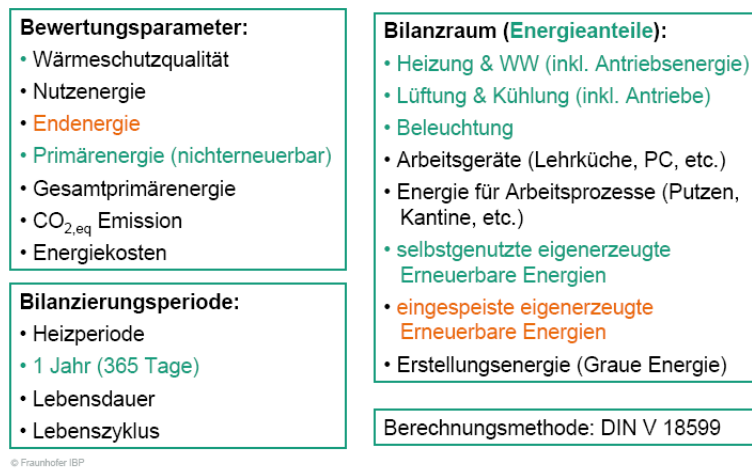 Bewertungsparameter:
• Wärmeschutzqualität
• Nutzenergie
• Endenergie
• Primärenergie (nichterneuerbar)
• Gesamtprimärenergie
• CO2,eq Emission
• Energiekosten
Bilanzierungsperiode:
• Heizperiode
• 1 Jahr (365 Tage)
• Lebensdauer
• Lebenszyklus
© Fraunhofer IBP
Bilanzraum (Energieanteile):
• Heizung & WW (inkl. Antriebsenergie)
• Lüftung & Kühlung (inkl. Antriebe)
• Beleuchtung
• Arbeitsgeräte (Lehrküche, PC, etc.)
• Energie für Arbeitsprozesse (Putzen,
Kantine, etc.)
• selbstgenutzte eigenerzeugte
Erneuerbare Energien
• eingespeiste eigenerzeugte
Erneuerbare Energien
• Erstellungsenergie (Graue Energie)
Berechnungsmethode: DIN V 18599